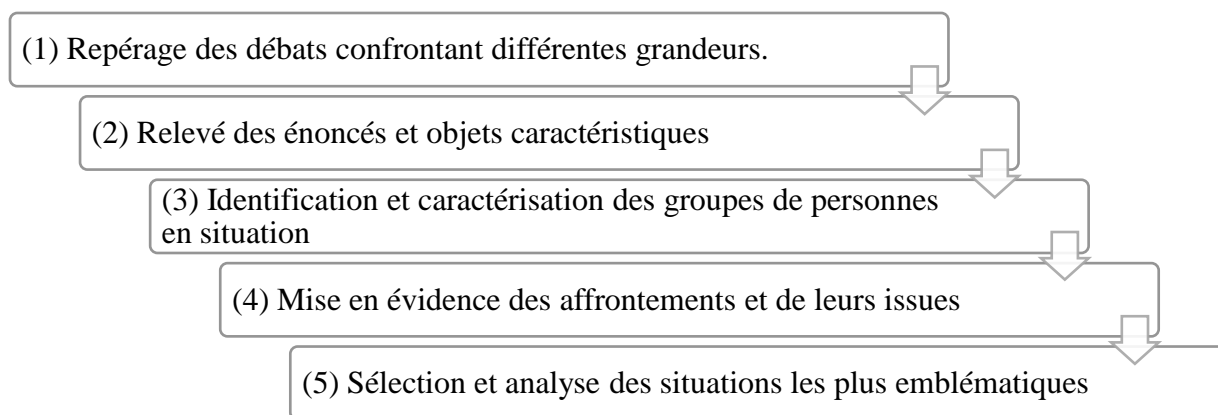 (1) Repérage des débats confrontant différentes grandeurs.
(2) Relevé des énoncés et objets caractéristiques
(3) Identification et caractérisation des groupes de personnes
en situation
(4) Mise en évidence des affrontements et de leurs issues
(5) Sélection et analyse des situations les plus emblématiques